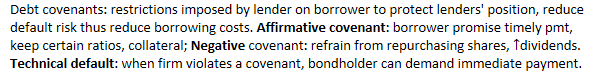 Debt covenants: restrictions imposed by lender on borrower to protect lenders' position, reduce
default risk thus reduce borrowing costs. Affirmative covenant: borrower promise timely pmt,
keep certain ratios, collateral; Negative covenant: refrain from repurchasing shares, ↑dividends.
Technical default: when firm violates a covenant, bondholder can demand immediate payment.